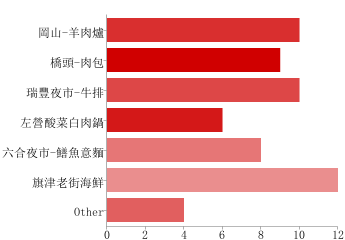 岡山-羊肉爐
橋頭-肉包
瑞豐夜市-牛排
左營酸菜白肉鍋
六合夜市-鱔魚意麵
旗津老街海鮮
Other
0 2 4 6 8 10 12